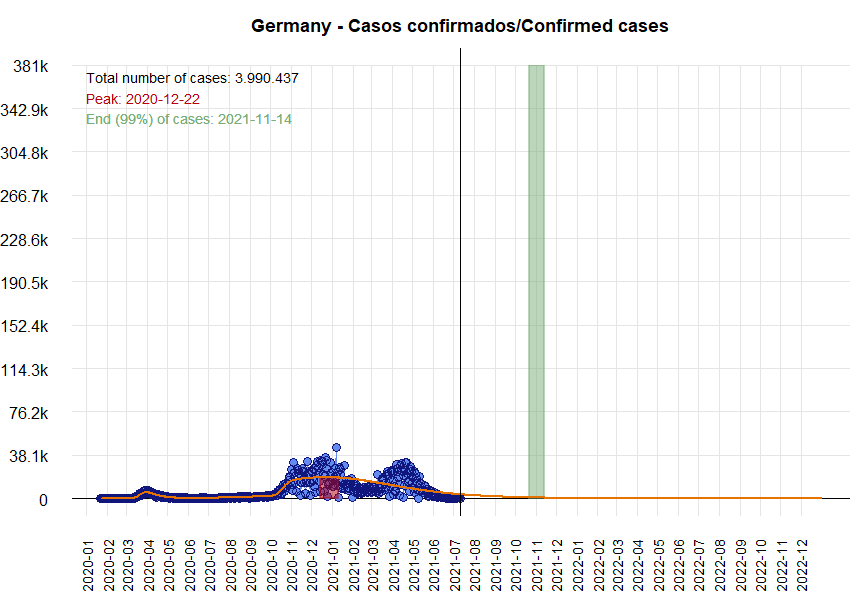 Germany - Casos confirmados/Confirmed cases
381k
Total number of cases: 3.990.437
Peak: 2020-12-22
End (99%) of cases: 2021-11-14
342.9k
304.8k
266.7k
228.6k
190.5k
152.4k
114.3k
76.2k
38.1k
0
2020-01
2020-02
2020-03
2020-04
2020-05
2020-06
2020-07
2020-08
2020-09
2020-10
2020-11
2020-12
2021-01
2021-02
2021-03
2021-04
2021-05
2021-06
2021-07
2021-08
2021-09
2021-10
2021-11
2021-12
2022-01
2022-02
2022-03
2022-04
2022-05
2022-06
2022-07
2022-08
2022-09
2022-10
2022-11
2022-12